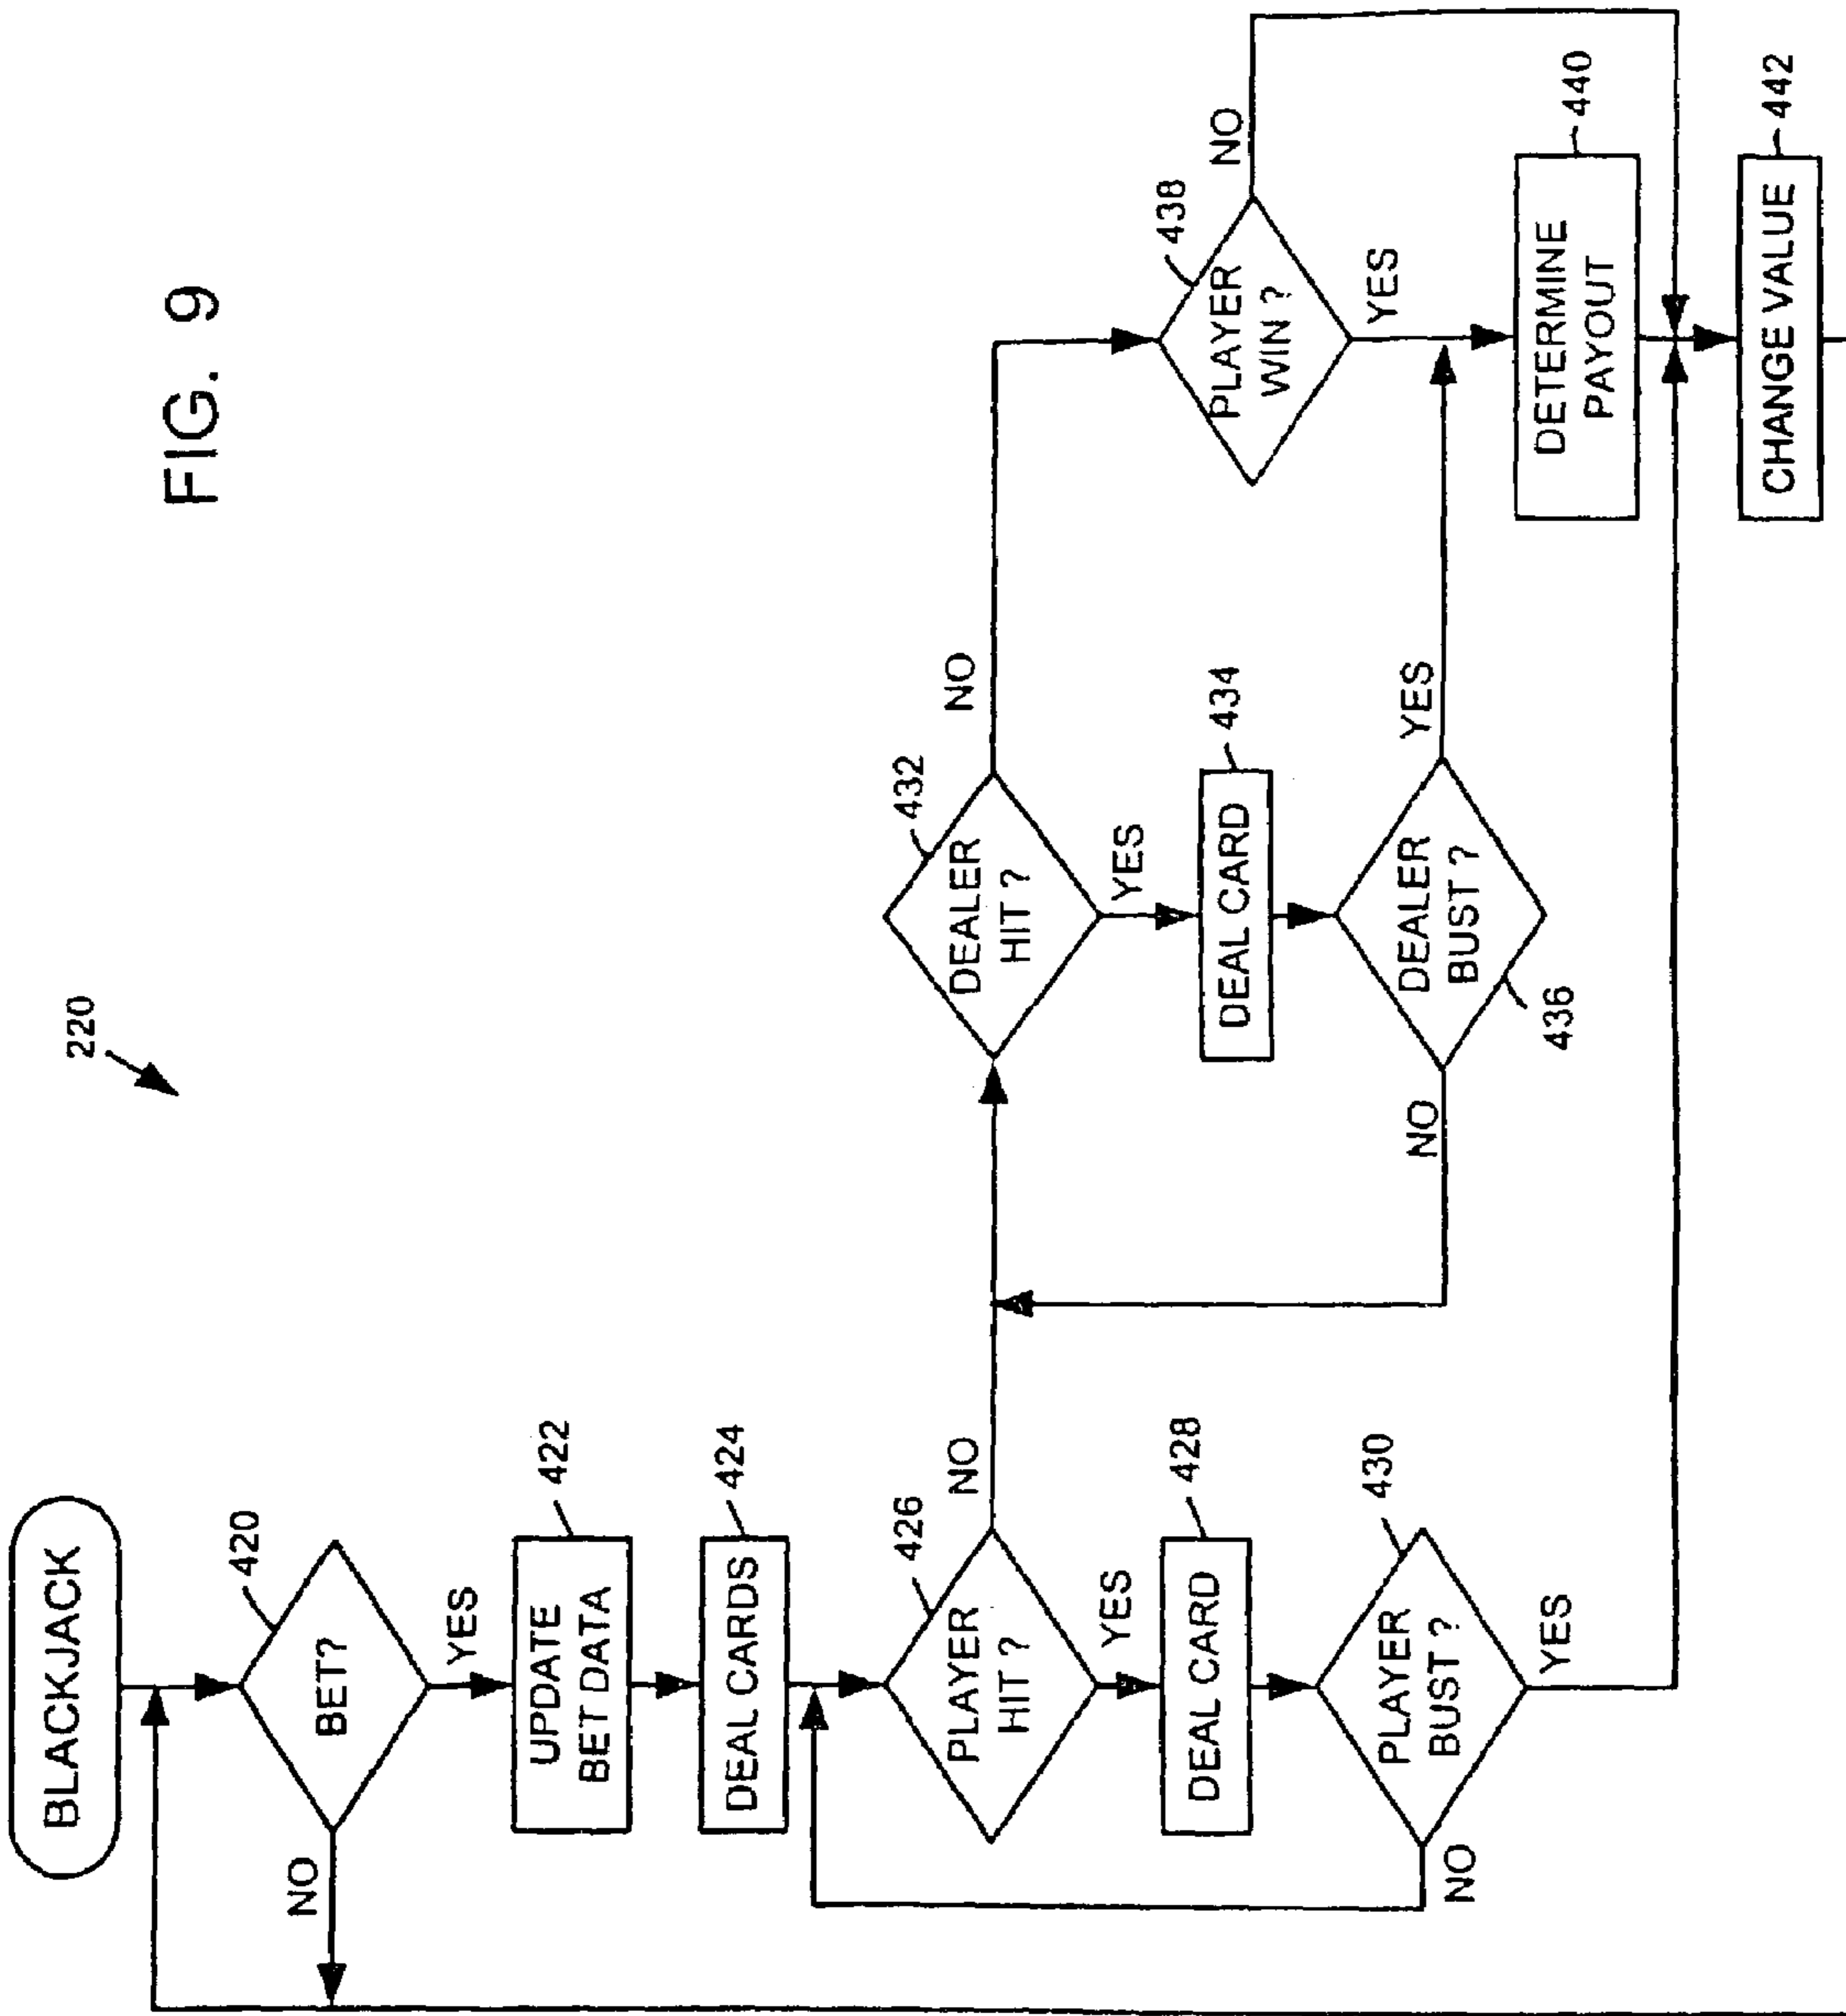 FIG. 9
220
BLACKJACK
420
BET?
NO
YES
422
UPDATE
BET DATA
424
DEAL CARDS
426
PLAYER
HIT ?
NO
YES
428
DEAL CARD
430
PLAYER
BUST ?
NO
YES
432
DEALER
HIT ?
NO
YES
434
DEAL CARD
DEALER
BUST ?
436
NO
YES
438
PLAYER
WIN ?
NO
YES
440
DETERMINE
PAYOUT
442
CHANGE VALUE